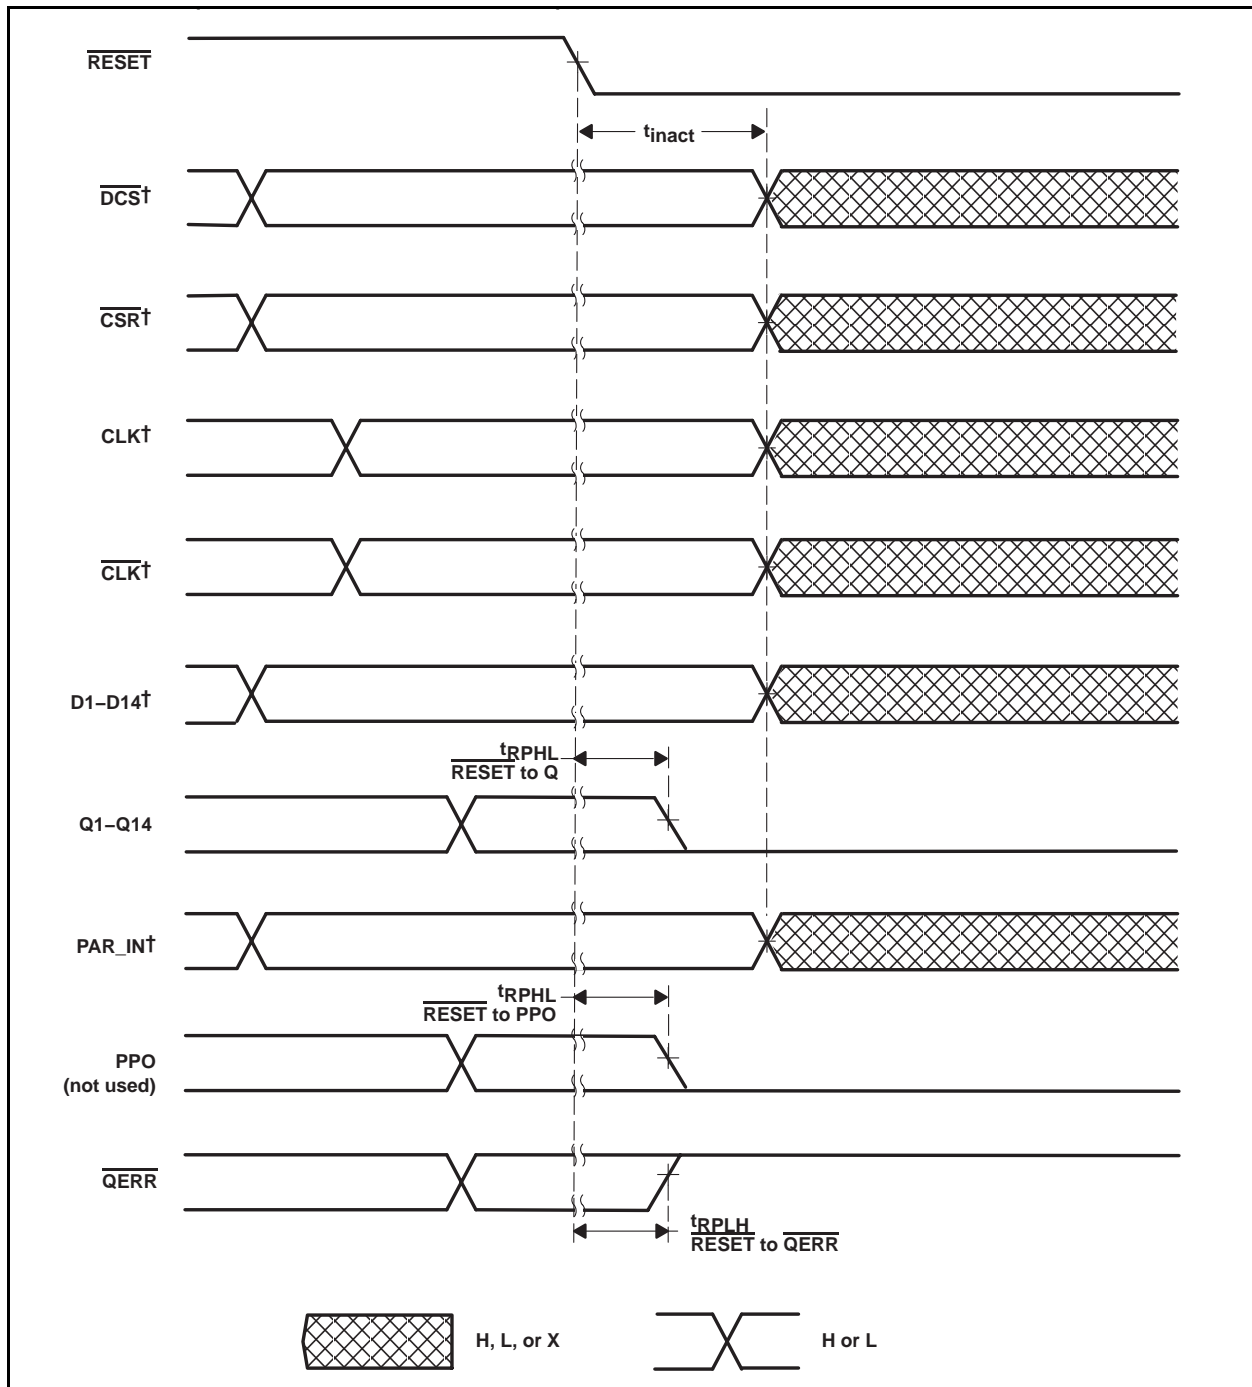 RESET
tinact
DCS†
CSR†
CLK†
CLK†
D1–D14†
tRPHL
RESET to Q
Q1–Q14
PAR_IN†
tRPHL
RESET to PPO
PPO
(not used)
QERR
tRPLH
RESET to QERR
H, L, or X
H or L